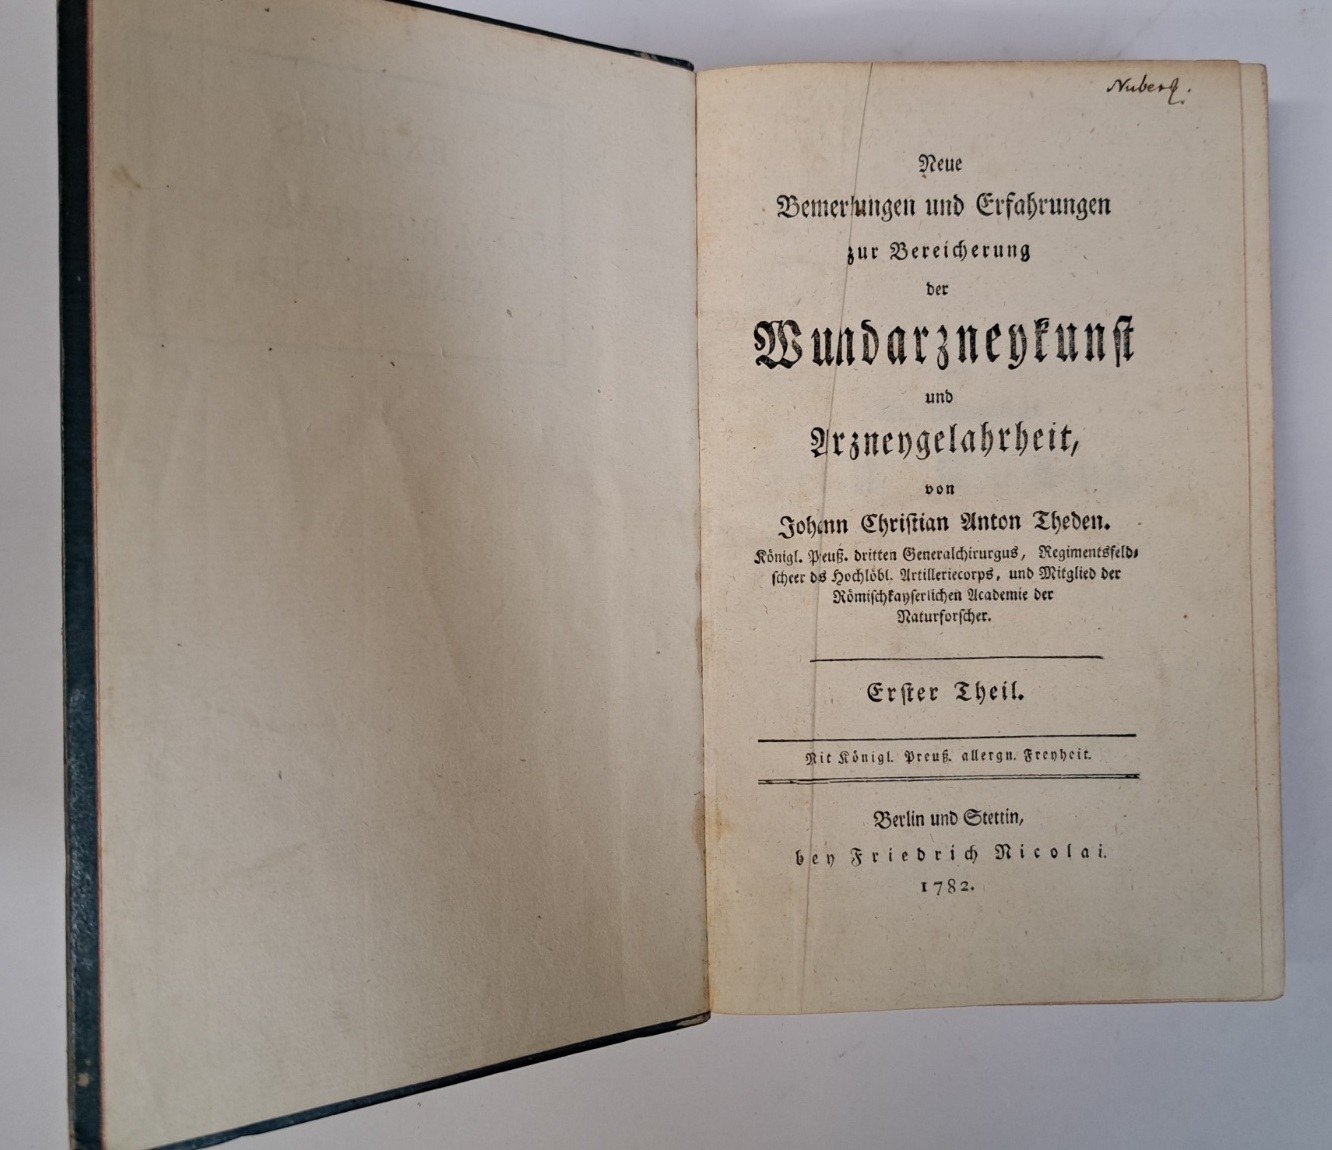 Nuberg.
Neue
Bemerkungen und Erfahrungen
zur Bereicherung
der
Wundarzneykunst
und
Arzneygelahrheit,
von
Johann Christian Anton Theden.
Königl. Preuß. dritten Generalchirurgus, Regimentsfeld-
scheer ds Hochlöbl. Artilleriecorps, und Mitglied der
Römischkayserlichen Academie der
Naturforscher.
Erster Theil.
Mit Königl. Preuß. allergn. Freyheit.
Berlin und Stettin,
bey Friedrich Nicolai.
1782.